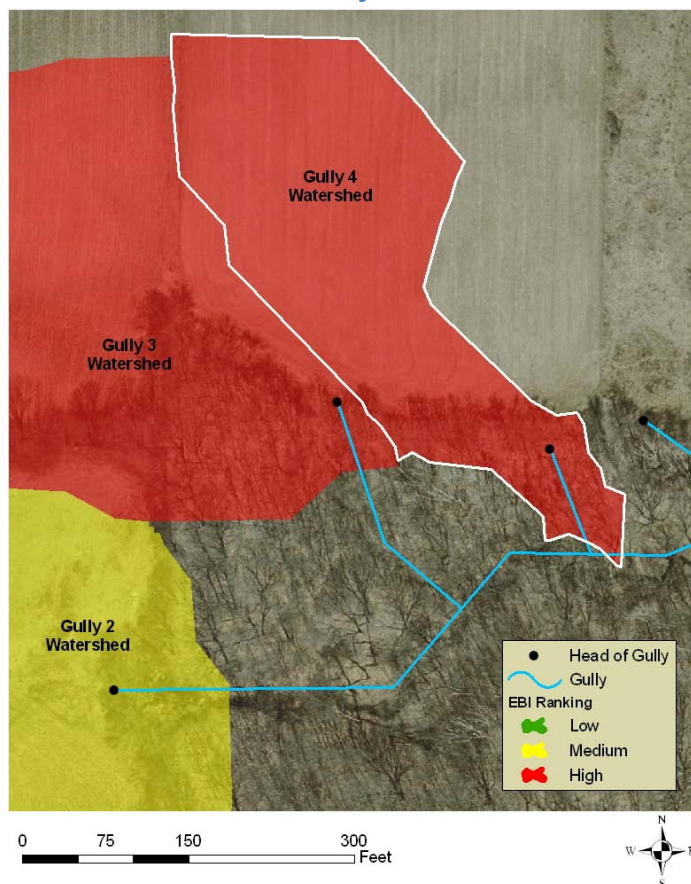 Gully 4
Watershed
Gully 3
Watershed
Gully 2
Watershed
Head of Gully
Gully
EBI Ranking
Low
Medium
High
0 75 150 300
Feet
N
W
S